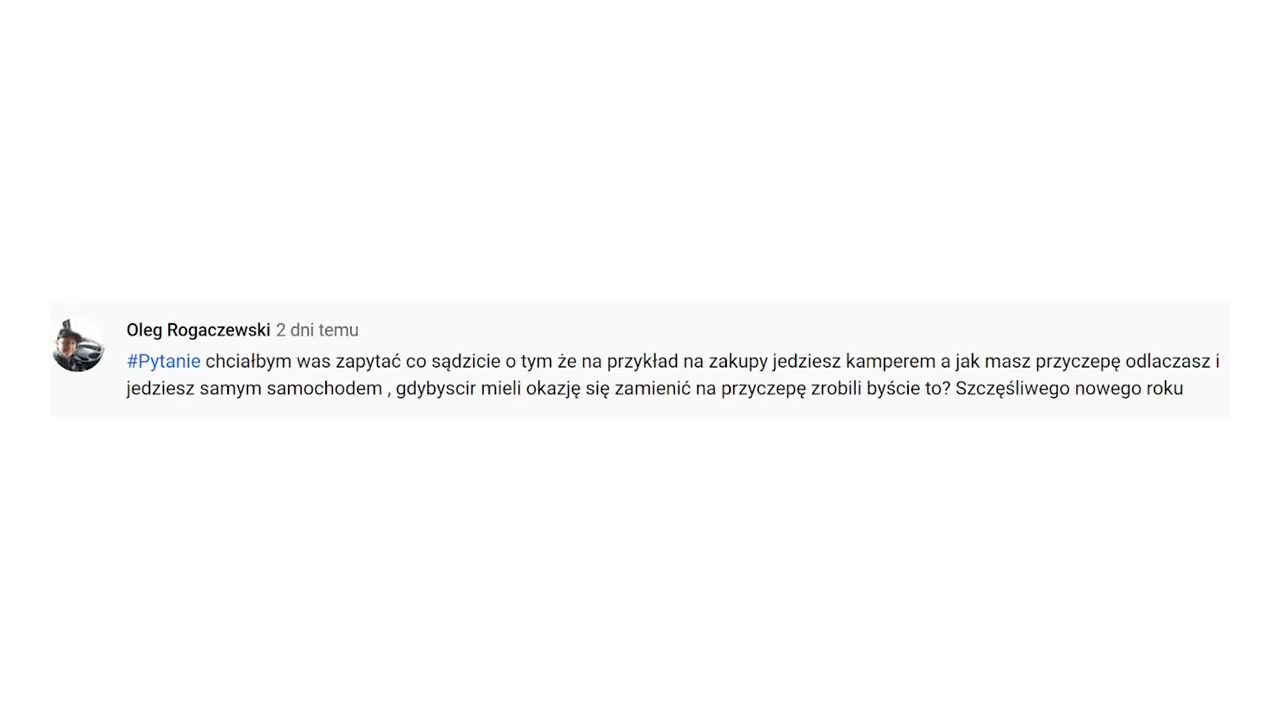 Oleg Rogaczewski 2 dni temu
#Pytanie chciałbym was zapytać co sądzicie o tym że na przykład na zakupy jedziesz kamperem a jak masz przyczepę odlaczasz i
jedziesz samym samochodem , gdybyscir mieli okazję się zamienić na przyczepę zrobili byście to? Szczęśliwego nowego roku